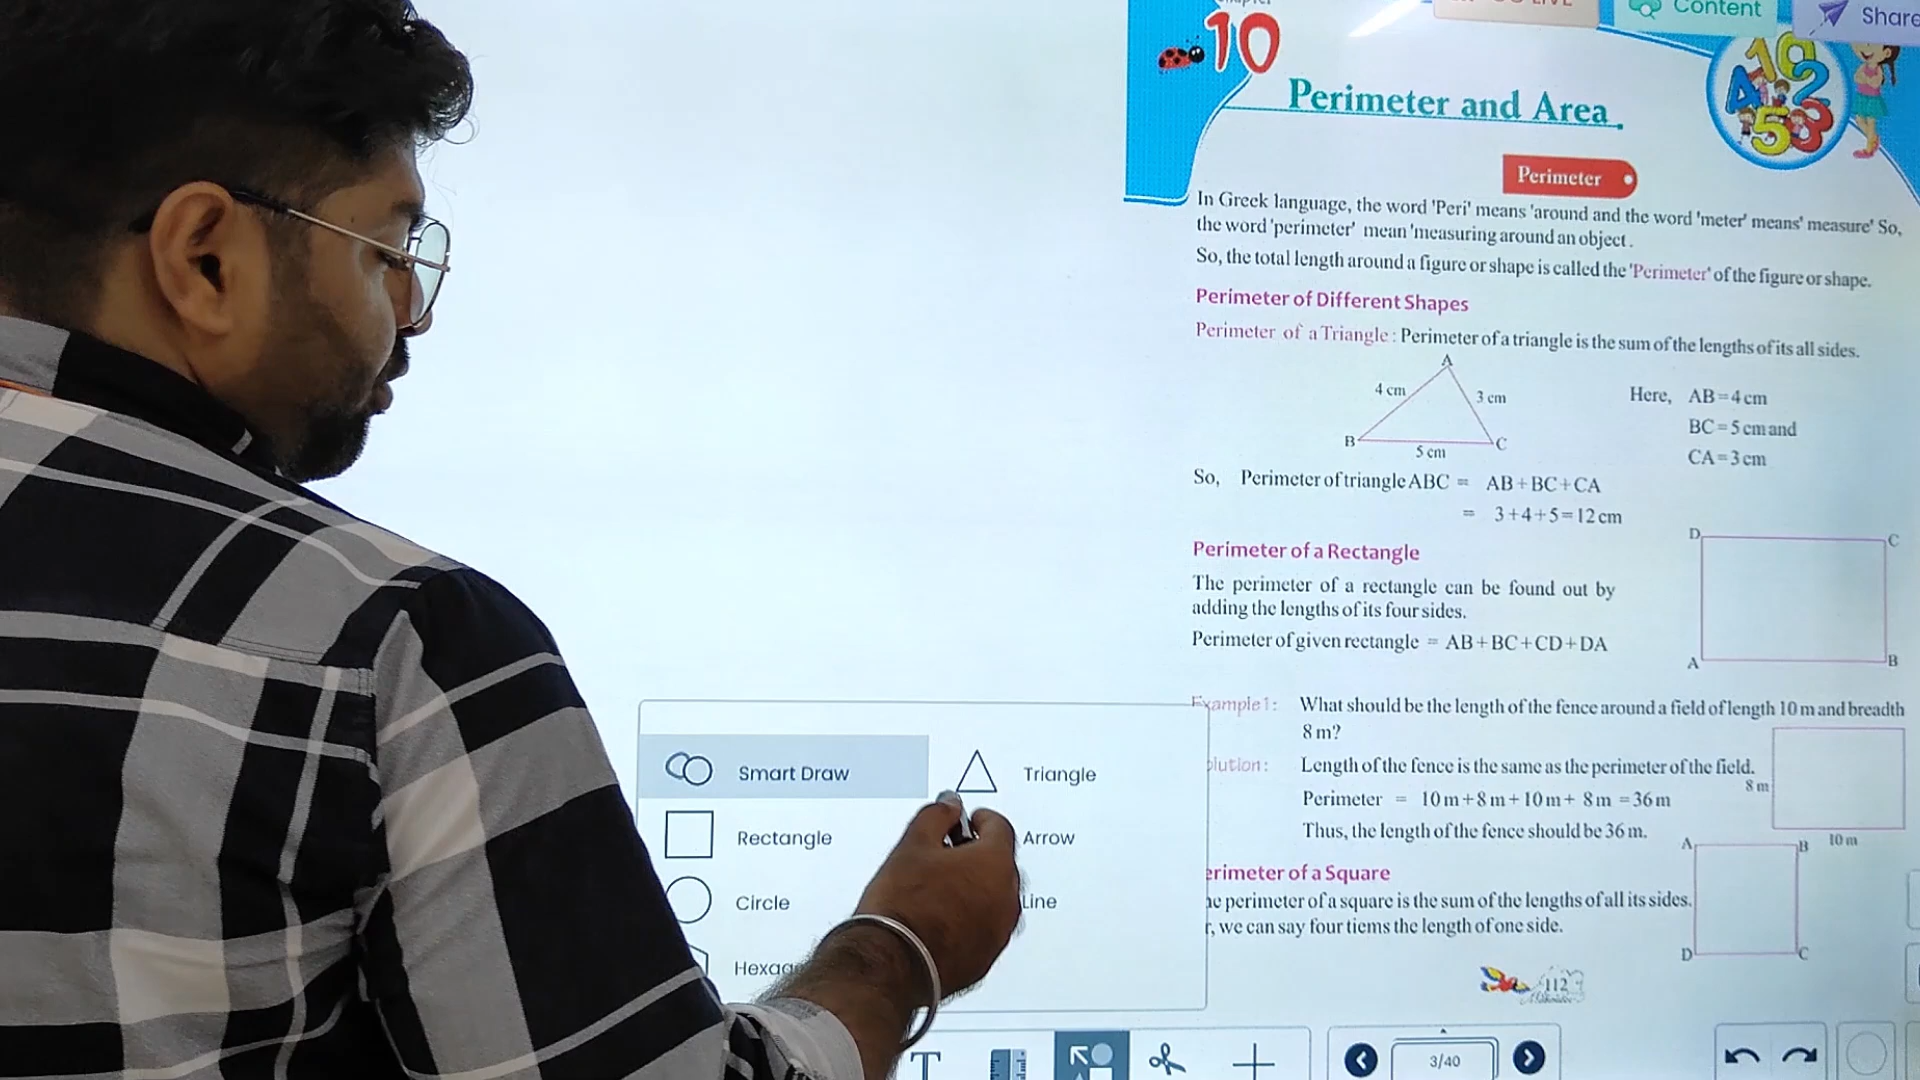 Content
Share
10
Perimeter and Area
Perimeter
In Greek language, the word 'Peri' means 'around and the word 'meter' means' measure' So,
the word 'perimeter' mean 'measuring around an object.
So, the total length around a figure or shape is called the 'Perimeter' of the figure or shape.
Perimeter of Different Shapes
Perimeter of a Triangle : Perimeter of a triangle is the sum of the lengths of its all sides.
A
4 cm
3 cm
B
C
5 cm
Here, AB = 4 cm
BC = 5 cm and
CA = 3 cm
So, Perimeter of triangle ABC = AB + BC + CA
= 3 + 4 + 5 = 12 cm
Perimeter of a Rectangle
The perimeter of a rectangle can be found out by
adding the lengths of its four sides.
Perimeter of given rectangle = AB + BC + CD + DA
D
C
A
B
Example 1 : What should be the length of the fence around a field of length 10 m and breadth
8 m?
lution : Length of the fence is the same as the perimeter of the field.
Perimeter = 10 m + 8 m + 10 m + 8 m = 36 m
Thus, the length of the fence should be 36 m.
8 m
10 m
erimeter of a Square
he perimeter of a square is the sum of the lengths of all its sides.
r, we can say four tiems the length of one side.
A
B
D
C
112
Smart Draw
Triangle
Rectangle
Arrow
Circle
Line
Hexag
T
3/40